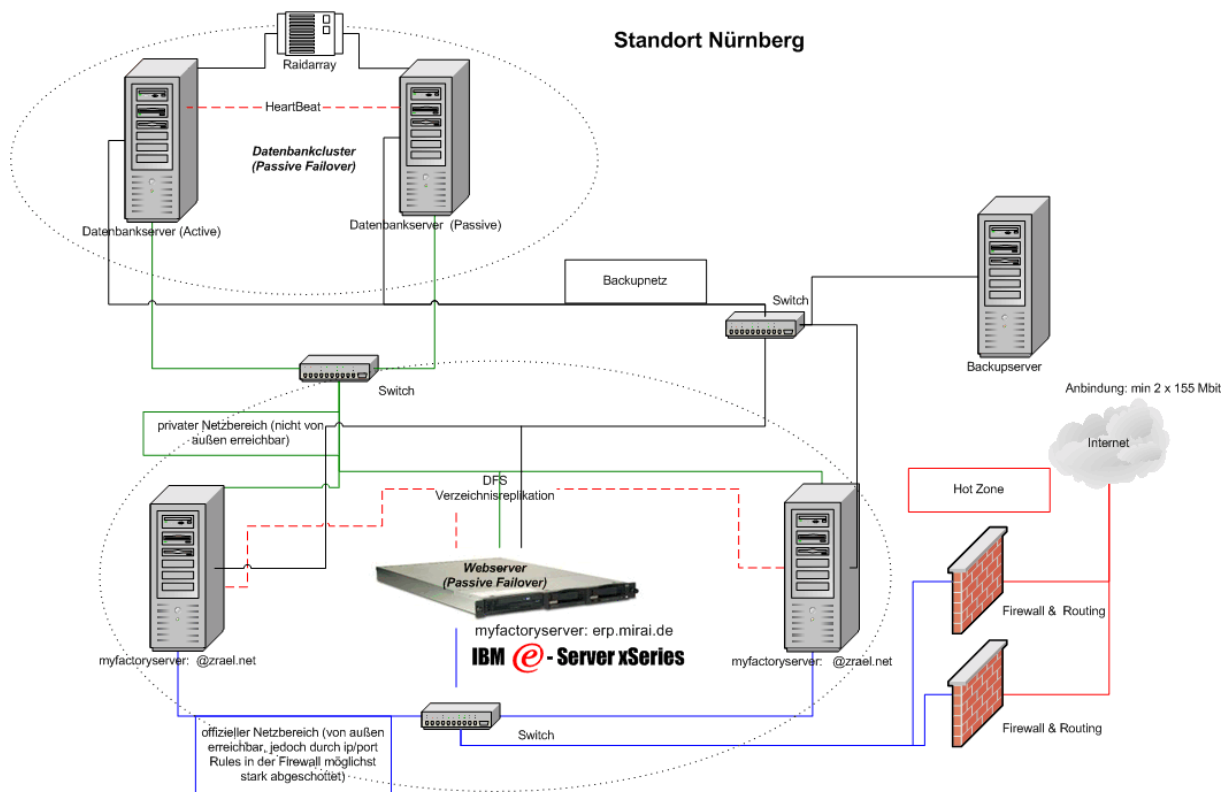 Standort Nürnberg
Raidarray
HeartBeat
Datenbankcluster
(Passive Failover)
Datenbankserver (Active)
Datenbankserver (Passive)
Backupnetz
Switch
Backupserver
Switch
Anbindung: min 2 x 155 Mbit
Internet
privater Netzbereich (nicht von
außen erreichbar)
DFS
Verzeichnisreplikation
Hot Zone
Webserver
(Passive Failover)
Firewall & Routing
myfactoryserver: erp.mirai.de
IBM e - Server xSeries
myfactoryserver: @zrael.net
myfactoryserver: @zrael.net
Firewall & Routing
Switch
offizieller Netzbereich (von außen
erreichbar, jedoch durch ip/port
Rules in der Firewall möglichst
stark abgeschottet)